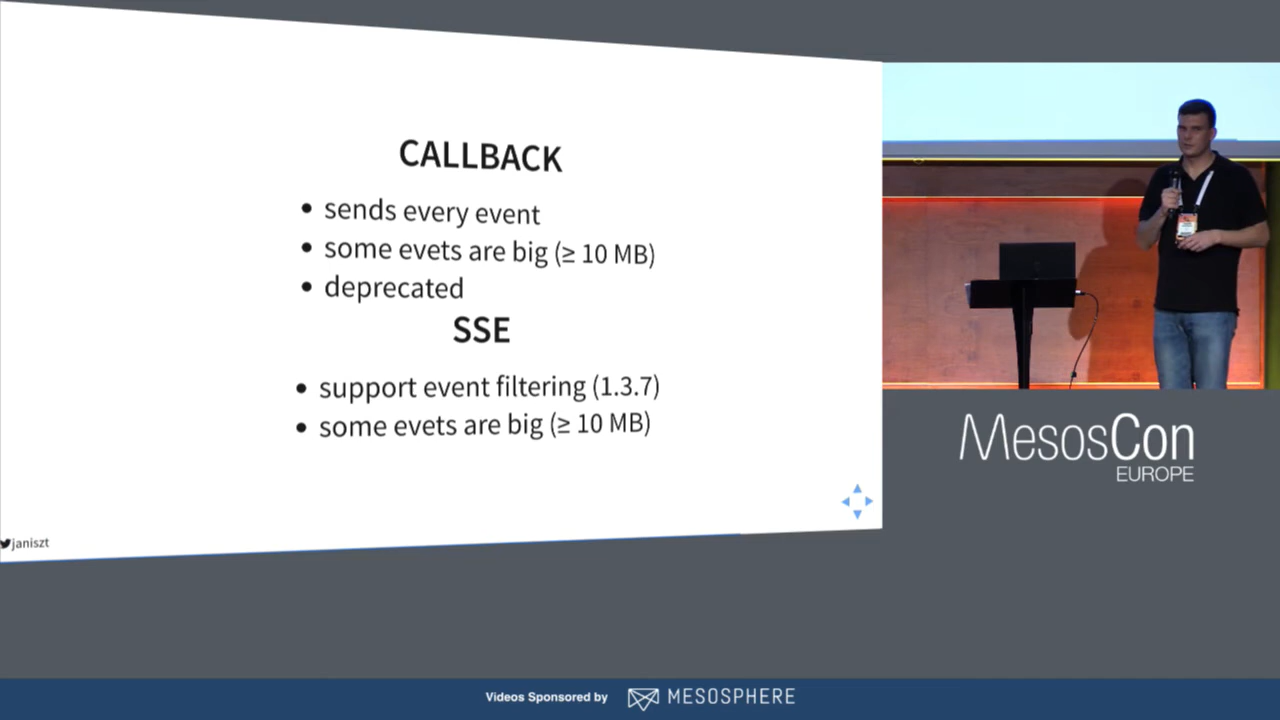 CALLBACK
• sends every event
• some evets are big (≥ 10 MB)
• deprecated
SSE
• support event filtering (1.3.7)
• some evets are big (≥ 10 MB)
janiszt
MesosCon
EUROPE
Videos Sponsored by MESOSPHERE